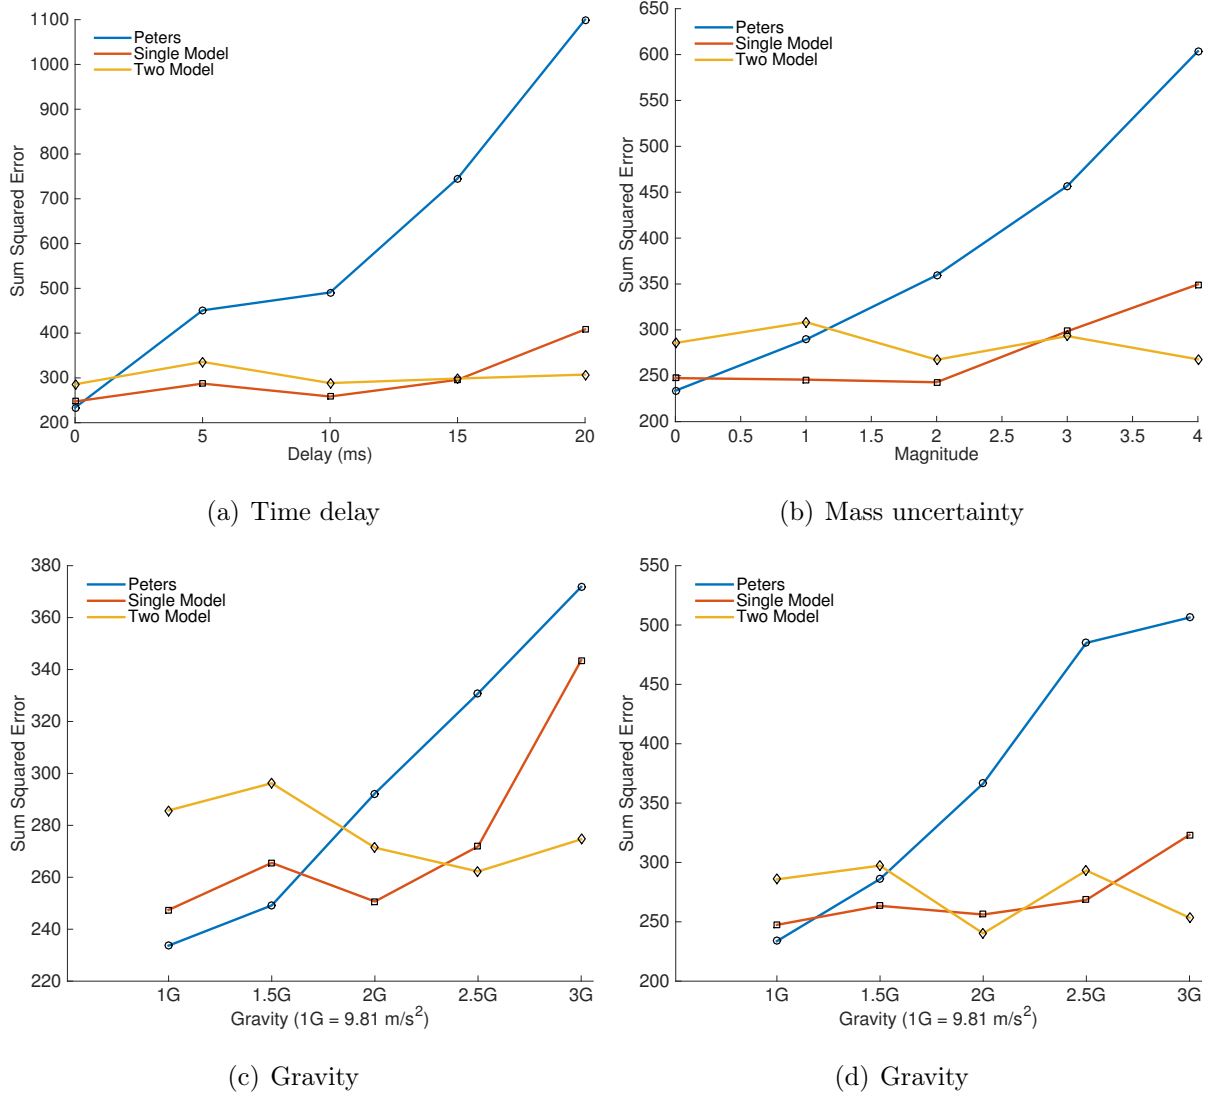 1100
1000
900
800
700
600
500
400
300
200
Sum Squared Error
Peters
Single Model
Two Model
0 5 10 15 20
Delay (ms)
(a) Time delay
650
600
550
500
450
400
350
300
250
200
Sum Squared Error
Peters
Single Model
Two Model
0 0.5 1 1.5 2 2.5 3 3.5 4
Magnitude
(b) Mass uncertainty
380
360
340
320
300
280
260
240
220
Sum Squared Error
Peters
Single Model
Two Model
1G 1.5G 2G 2.5G 3G
Gravity (1G = 9.81 m/s²)
(c) Gravity
550
500
450
400
350
300
250
200
Sum Squared Error
Peters
Single Model
Two Model
1G 1.5G 2G 2.5G 3G
Gravity (1G = 9.81 m/s²)
(d) Gravity